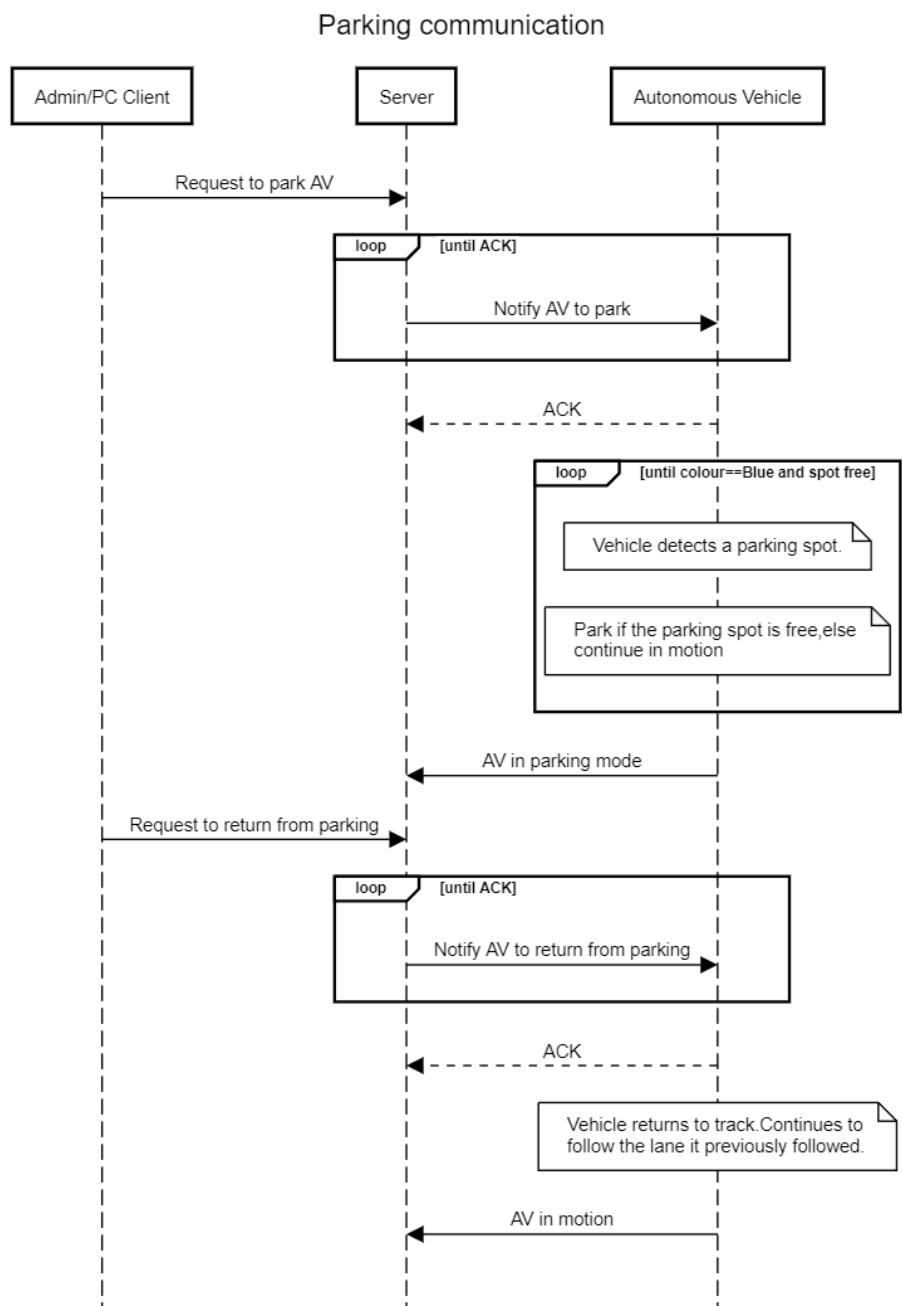 Parking communication
Admin/PC Client
Server
Autonomous Vehicle
Request to park AV
loop
[until ACK]
Notify AV to park
ACK
loop
[until colour==Blue and spot free]
Vehicle detects a parking spot.
Park if the parking spot is free,else
continue in motion
AV in parking mode
Request to return from parking
loop
[until ACK]
Notify AV to return from parking
ACK
Vehicle returns to track.Continues to
follow the lane it previously followed.
AV in motion